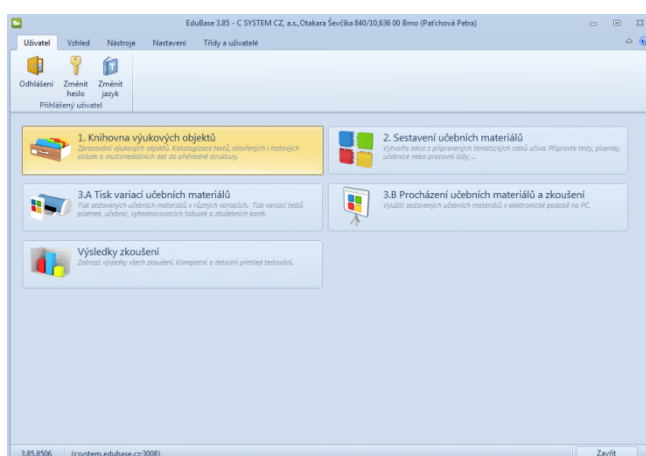 EduBase 3.85 - C SYSTEM CZ, a.s., Otakara Ševčíka 840/10,636 00 Brno (Paťichová Petra)
Uživatel Vzhled Nástroje Nastavení Třídy a uživatelé
Odhlášení Změnit heslo Změnit jazyk
Přihlášený uživatel
1. Knihovna výukových objektů
Zpracování výukových objektů. Katalogizace textů, otevřených i testových
otázek a multimediálních dat do přehledné struktury.
2. Sestavení učebních materiálů
Vytvořte lekce z připravených tematických celků učiva. Připravte testy, písemky,
učebnice nebo pracovní listy, ...
3.A Tisk variací učebních materiálů
Tisk sestavených učebních materiálů v různých variacích. Tisk variací testů
písemek, učebnic, vyhodnocovacích tabulek a zkušebních karet.
3.B Procházení učebních materiálů a zkoušení
Využití sestavených učebních materiálů v elektronické podobě na PC.
Výsledky zkoušení
Zobrazí výsledky všech zkoušení. Kompletní a detailní přehled testování.
3.85.8506 (csystem.edubase.cz:3008) Zavřít